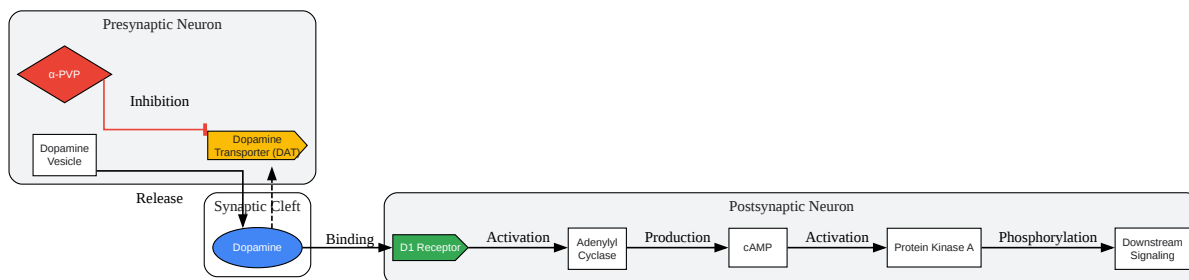 Presynaptic Neuron
α-PVP
Inhibition
Dopamine
Transporter (DAT)
Dopamine
Vesicle
Release
Synaptic Cleft
Dopamine
Binding
Postsynaptic Neuron
D1 Receptor
Activation
Adenylyl
Cyclase
Production
cAMP
Activation
Protein Kinase A
Phosphorylation
Downstream
Signaling